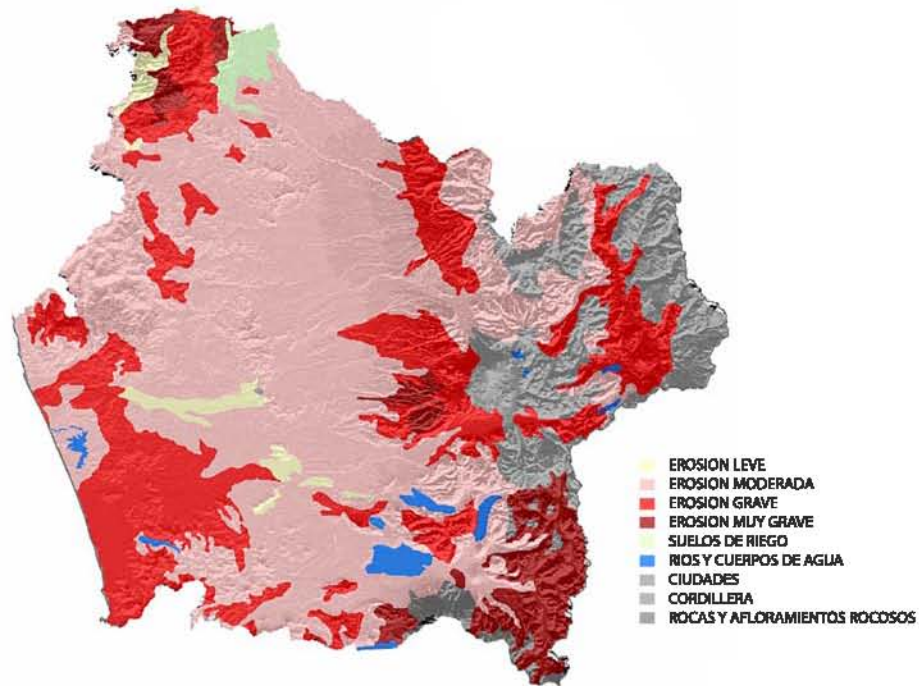 EROSION LEVE
EROSION MODERADA
EROSION GRAVE
EROSION MUY GRAVE
SUELOS DE RIEGO
RIOS Y CUERPOS DE AGUA
CIUDADES
CORDILLERA
ROCAS Y AFLORAMIENTOS ROCOSOS